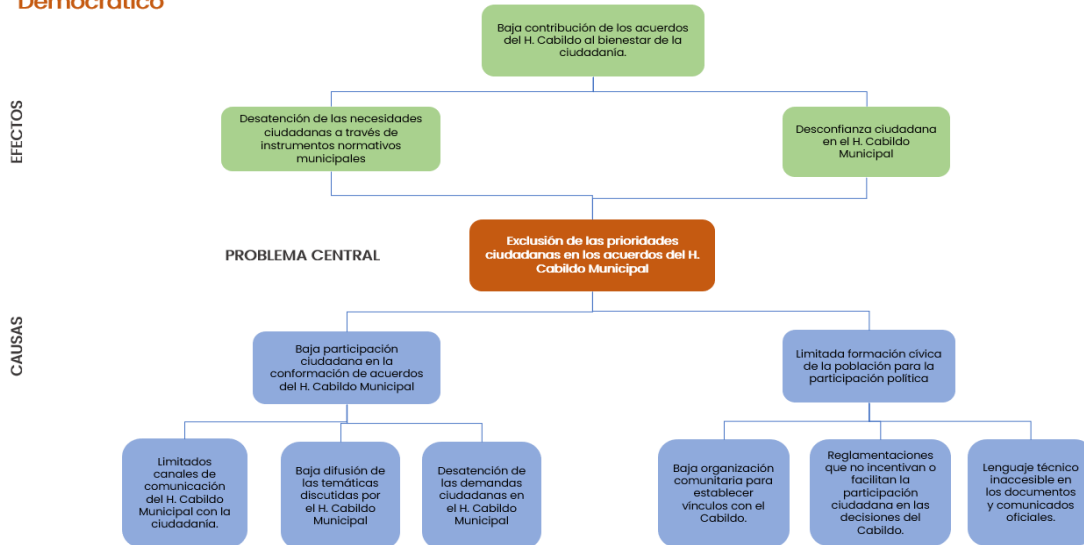 Democrático
Baja contribución de los acuerdos
del H. Cabildo al bienestar de la
ciudadanía.
EFECTOS
Desatención de las necesidades
ciudadanas a través de
instrumentos normativos
municipales
Desconfianza ciudadana
en el H. Cabildo
Municipal
PROBLEMA CENTRAL
Exclusión de las prioridades
ciudadanas en los acuerdos del H.
Cabildo Municipal
CAUSAS
Baja participación
ciudadana en la
conformación de acuerdos
del H. Cabildo Municipal
Limitada formación cívica
de la población para la
participación política
Limitados
canales de
comunicación
del H. Cabildo
Municipal con la
ciudadanía.
Baja difusión de
las temáticas
discutidas por
el H. Cabildo
Municipal
Desatención de
las demandas
ciudadanas en
el H. Cabildo
Municipal
Baja organización
comunitaria para
establecer
vínculos con el
Cabildo.
Reglamentaciones
que no incentivan o
facilitan la
participación
ciudadana en las
decisiones del
Cabildo.
Lenguaje técnico
inaccesible en
los documentos
y comunicados
oficiales.